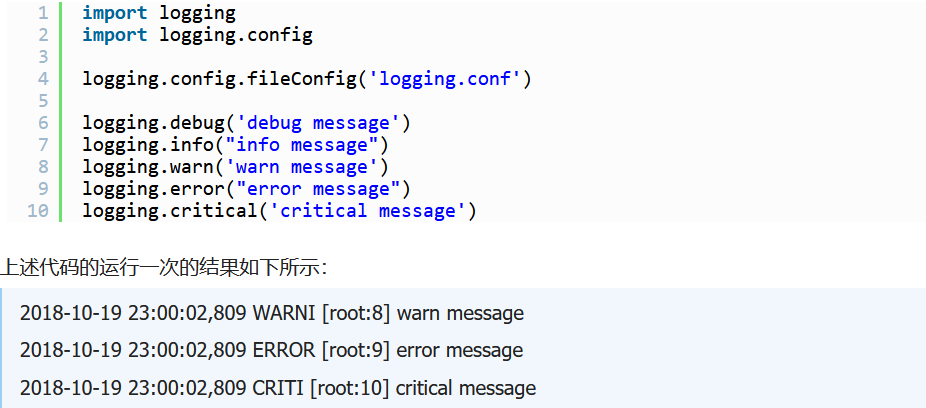 1 import logging
2 import logging.config
3
4 logging.config.fileConfig('logging.conf')
5
6 logging.debug('debug message')
7 logging.info("info message")
8 logging.warn('warn message')
9 logging.error("error message")
10 logging.critical('critical message')
上述代码的运行一次的结果如下所示：
2018-10-19 23:00:02,809 WARNI [root:8] warn message
2018-10-19 23:00:02,809 ERROR [root:9] error message
2018-10-19 23:00:02,809 CRITI [root:10] critical message